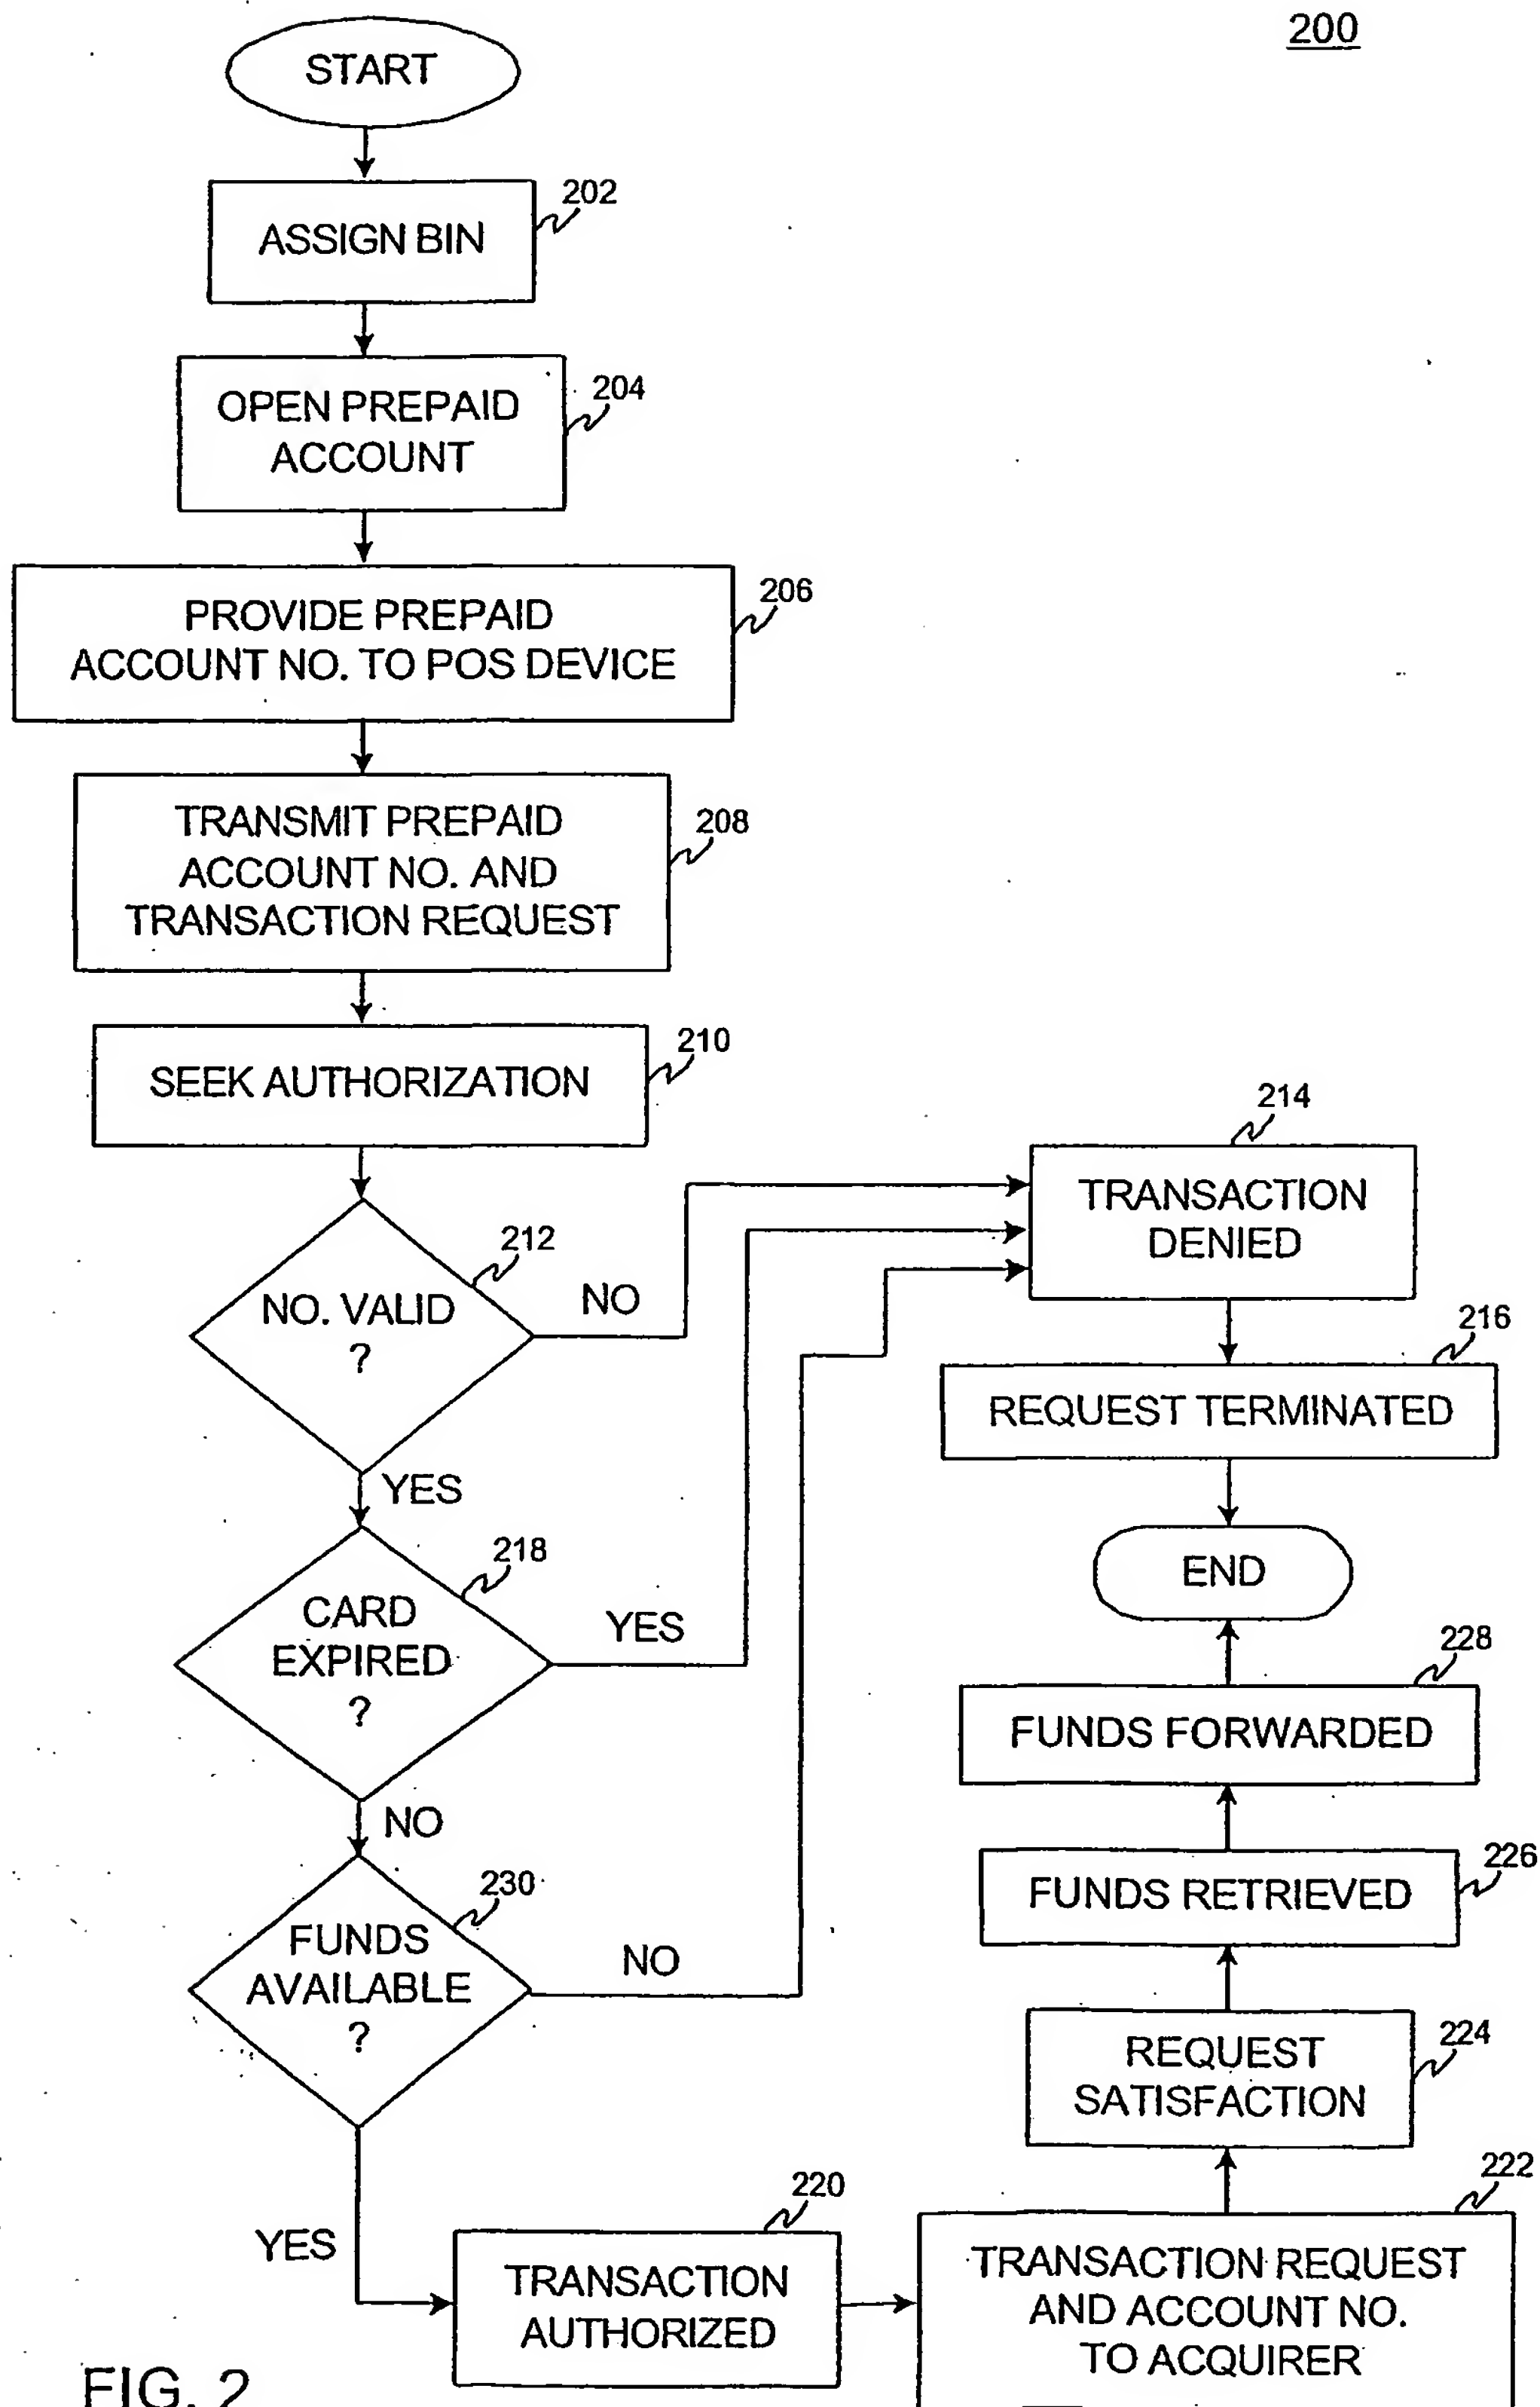 200
START
202
ASSIGN BIN
204
OPEN PREPAID
ACCOUNT
206
PROVIDE PREPAID
ACCOUNT NO. TO POS DEVICE
208
TRANSMIT PREPAID
ACCOUNT NO. AND
TRANSACTION REQUEST
210
SEEK AUTHORIZATION
212
NO. VALID
?
NO
YES
214
TRANSACTION
DENIED
216
REQUEST TERMINATED
END
218
CARD
EXPIRED
?
YES
NO
230
FUNDS
AVAILABLE
?
NO
YES
220
TRANSACTION
AUTHORIZED
222
TRANSACTION REQUEST
AND ACCOUNT NO.
TO ACQUIRER
224
REQUEST
SATISFACTION
226
FUNDS RETRIEVED
228
FUNDS FORWARDED
FIG. 2